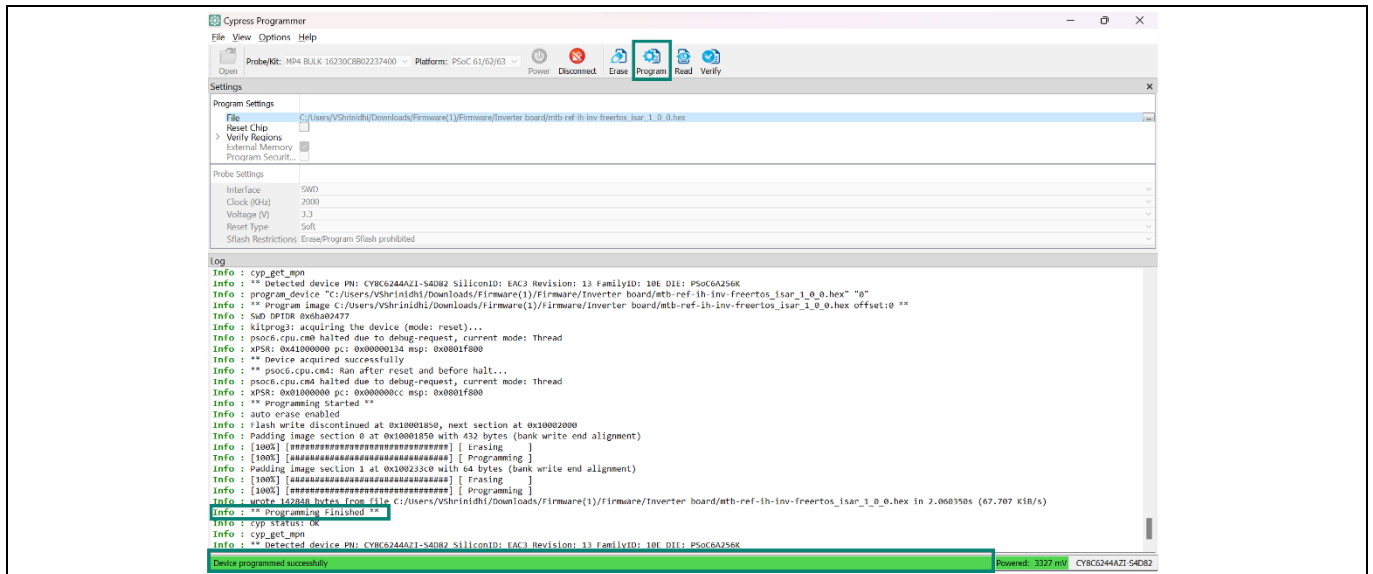 Cypress Programmer
File View Options Help
Open Probe/Kit: MP4 BULK-16230C8B02237400 Platform: PSoC 61/62/63 Power Disconnect Erase Program Read Verify
Settings
Program Settings
File C:/Users/VShrinidhi/Downloads/Firmware(1)/Firmware/Inverter board/mtb-ref-ih-inv-freertos_isar_1_0_0.hex ...
Reset Chip
Verify Regions
External Memory
Program Securit...
Probe Settings
Interface SWD
Clock (KHz) 2000
Voltage (V) 3.3
Reset Type Soft
Sflash Restrictions Erase/Program Sflash prohibited
Log
Info : cyp_get_mpn
Info : ** Detected device PN: CY8C6244AZI-S4D82 SiliconID: EAC3 Revision: 13 FamilyID: 10E DIE: PSoC6A256K
Info : program_device "C:/Users/VShrinidhi/Downloads/Firmware(1)/Firmware/Inverter board/mtb-ref-ih-inv-freertos_isar_1_0_0.hex" "0"
Info : ** Program image C:/Users/VShrinidhi/Downloads/Firmware(1)/Firmware/Inverter board/mtb-ref-ih-inv-freertos_isar_1_0_0.hex offset:0 **
Info : SWD DPIDR 0x6ba02477
Info : kitprog3: acquiring the device (mode: reset)...
Info : psoc6.cpu.cm0 halted due to debug-request, current mode: Thread
Info : xPSR: 0x41000000 pc: 0x00000134 msp: 0x0801f800
Info : ** Device acquired successfully
Info : ** psoc6.cpu.cm4: Ran after reset and before halt...
Info : psoc6.cpu.cm4 halted due to debug-request, current mode: Thread
Info : xPSR: 0x01000000 pc: 0x000000cc msp: 0x0801f800
Info : ** Programming Started **
Info : auto erase enabled
Info : Flash write discontinued at 0x10001850, next section at 0x10002000
Info : Padding image section 0 at 0x10001850 with 432 bytes (bank write end alignment)
Info : [100%] [################################] [ Erasing ]
Info : [100%] [################################] [ Programming ]
Info : Padding image section 1 at 0x100233c0 with 64 bytes (bank write end alignment)
Info : [100%] [################################] [ Erasing ]
Info : [100%] [################################] [ Programming ]
Info : wrote 142848 bytes from file C:/Users/VShrinidhi/Downloads/Firmware(1)/Firmware/Inverter board/mtb-ref-ih-inv-freertos_isar_1_0_0.hex in 2.060350s (67.707 KiB/s)
Info : ** Programming Finished **
Info : cyp status: OK
Info : cyp_get_mpn
Info : ** Detected device PN: CY8C6244AZI-S4D82 SiliconID: EAC3 Revision: 13 FamilyID: 10E DIE: PSoC6A256K
Device programmed successfully Powered: 3327 mV CY8C6244AZI-S4D82